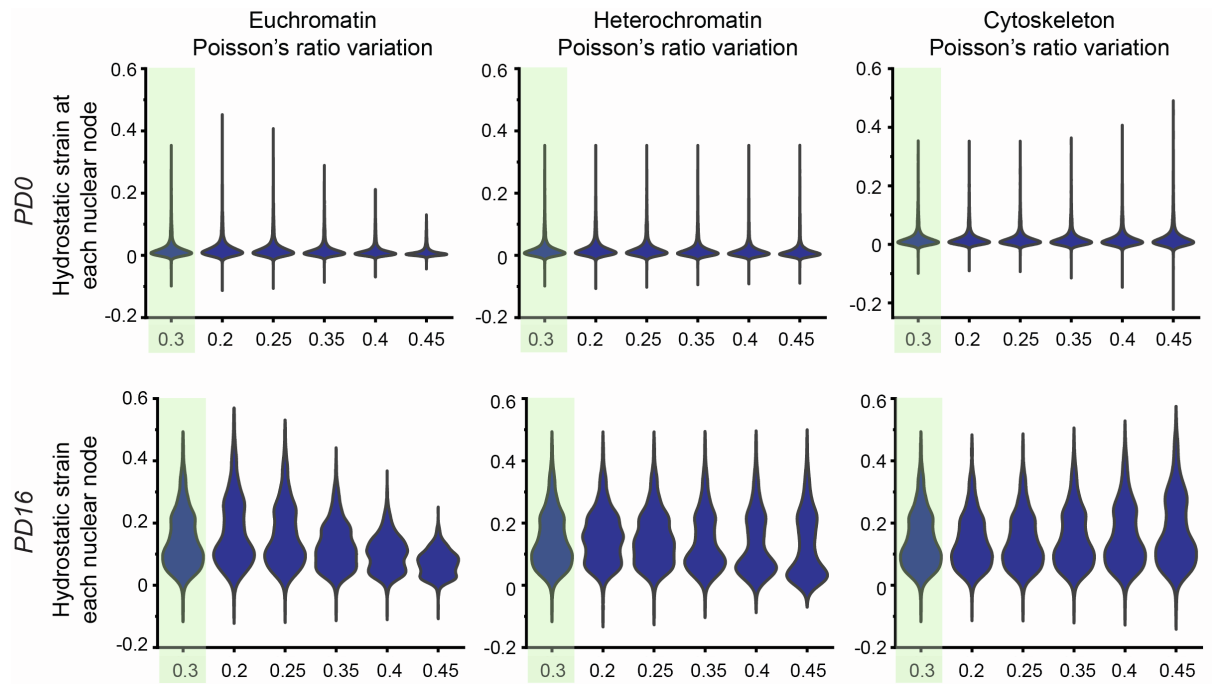 Euchromatin
Poisson’s ratio variation
Heterochromatin
Poisson’s ratio variation
Cytoskeleton
Poisson’s ratio variation
PD0
Hydrostatic strain at
each nuclear node
0.6
0.4
0.2
0
-0.2
0.3 0.2 0.25 0.35 0.4 0.45
0.6
0.4
0.2
0
-0.2
0.3 0.2 0.25 0.35 0.4 0.45
0.6
0.4
0.2
0
-0.2
0.3 0.2 0.25 0.35 0.4 0.45
PD16
Hydrostatic strain
each nuclear node
0.6
0.4
0.2
0
-0.2
0.3 0.2 0.25 0.35 0.4 0.45
0.6
0.4
0.2
0
-0.2
0.3 0.2 0.25 0.35 0.4 0.45
0.6
0.4
0.2
0
-0.2
0.3 0.2 0.25 0.35 0.4 0.45